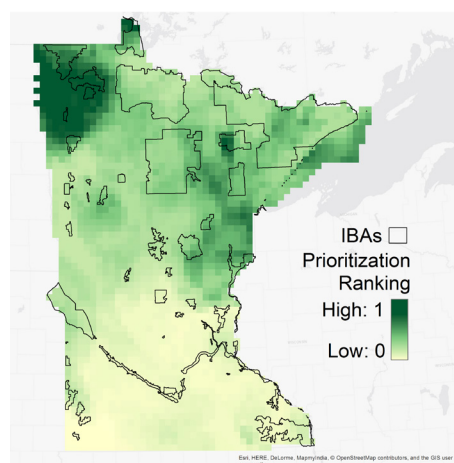 IBAs
Prioritization
Ranking
High: 1
Low: 0
Esri, HERE, DeLorme, MapmyIndia, © OpenStreetMap contributors, and the GIS user